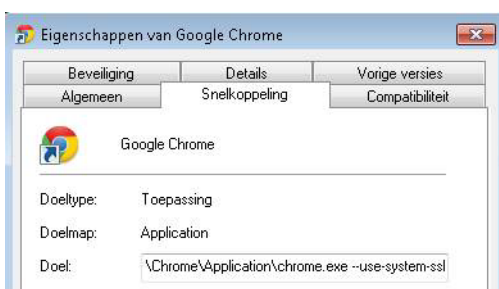 Eigenschappen van Google Chrome
Beveiliging Details Vorige versies
Algemeen Snelkoppeling Compatibiliteit
Google Chrome
Doeltype: Toepassing
Doelmap: Application
Doel: \Chrome\Application\chrome.exe --use-system-ssl